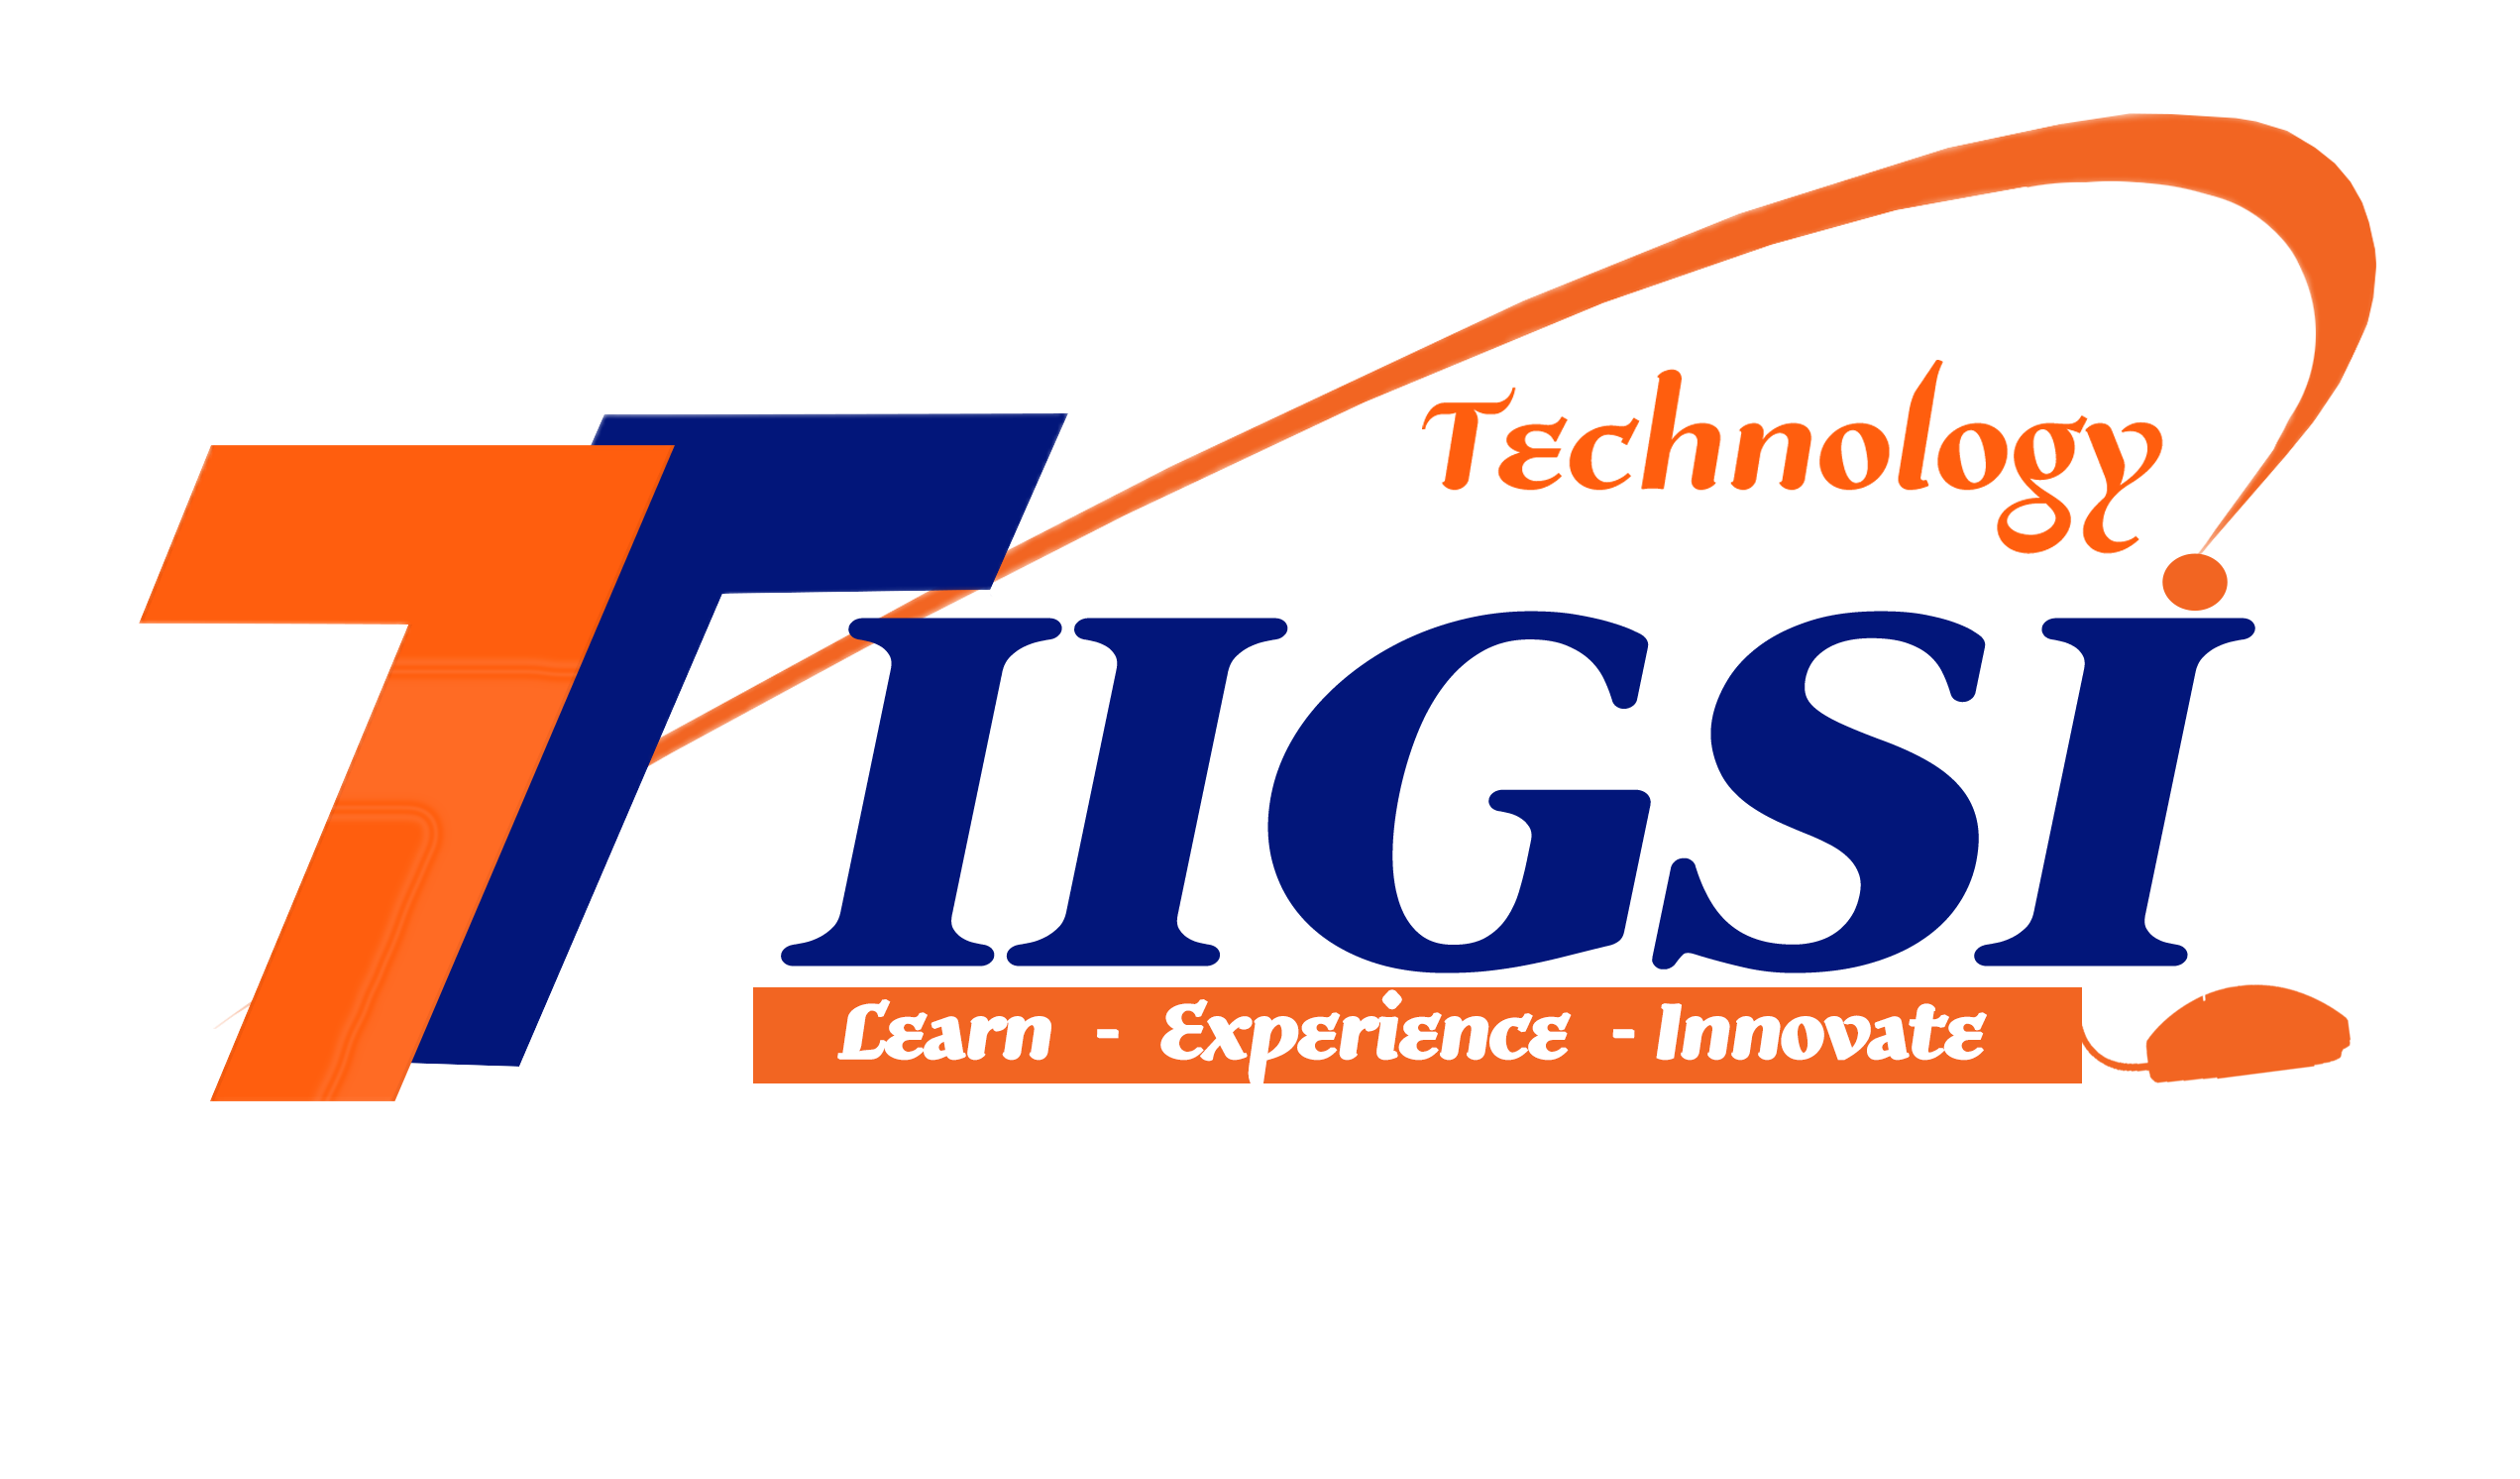 Technology
TIIGSI
Learn - Experience - Innovate